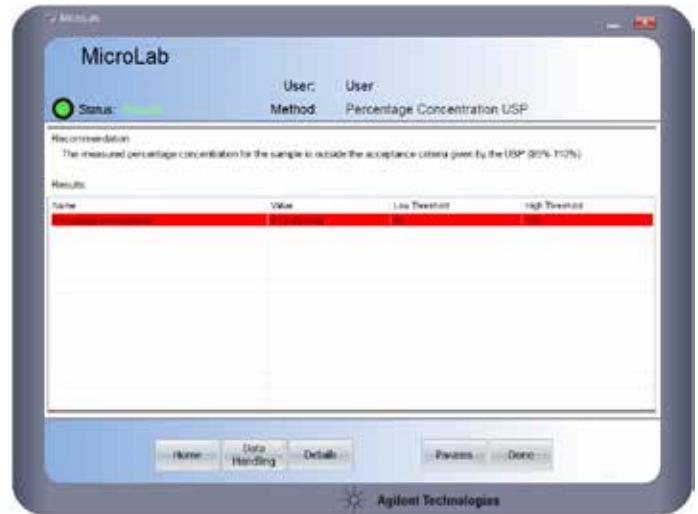 MicroLab
MicroLab
User: User
Status: Method: Percentage Concentration USP
Recommendation
The measured percentage concentration for the sample is outside the acceptance criteria given by the USP
Results:
Name Value Low Threshold High Threshold
Home Data Handling Details Params Done
Agilent Technologies